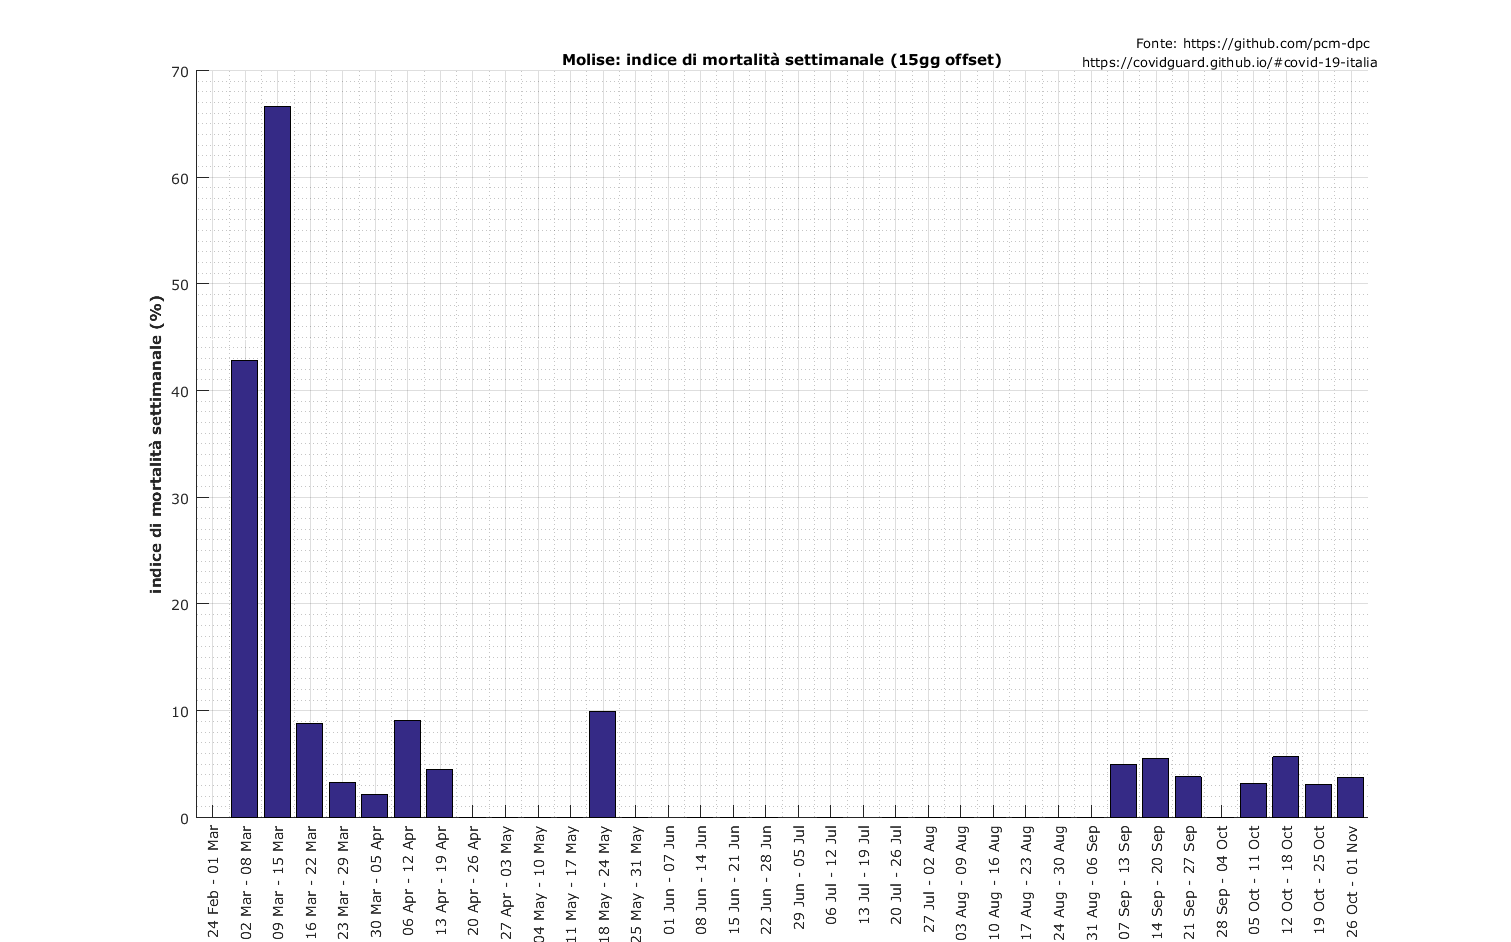 Fonte: https://github.com/pcm-dpc
https://covidguard.github.io/#covid-19-italia
Molise: indice di mortalità settimanale (15gg offset)
indice di mortalità settimanale (%)
70
60
50
40
30
20
10
0
24 Feb - 01 Mar
02 Mar - 08 Mar
09 Mar - 15 Mar
16 Mar - 22 Mar
23 Mar - 29 Mar
30 Mar - 05 Apr
06 Apr - 12 Apr
13 Apr - 19 Apr
20 Apr - 26 Apr
27 Apr - 03 May
04 May - 10 May
11 May - 17 May
18 May - 24 May
25 May - 31 May
01 Jun - 07 Jun
08 Jun - 14 Jun
15 Jun - 21 Jun
22 Jun - 28 Jun
29 Jun - 05 Jul
06 Jul - 12 Jul
13 Jul - 19 Jul
20 Jul - 26 Jul
27 Jul - 02 Aug
03 Aug - 09 Aug
10 Aug - 16 Aug
17 Aug - 23 Aug
24 Aug - 30 Aug
31 Aug - 06 Sep
07 Sep - 13 Sep
14 Sep - 20 Sep
21 Sep - 27 Sep
28 Sep - 04 Oct
05 Oct - 11 Oct
12 Oct - 18 Oct
19 Oct - 25 Oct
26 Oct - 01 Nov